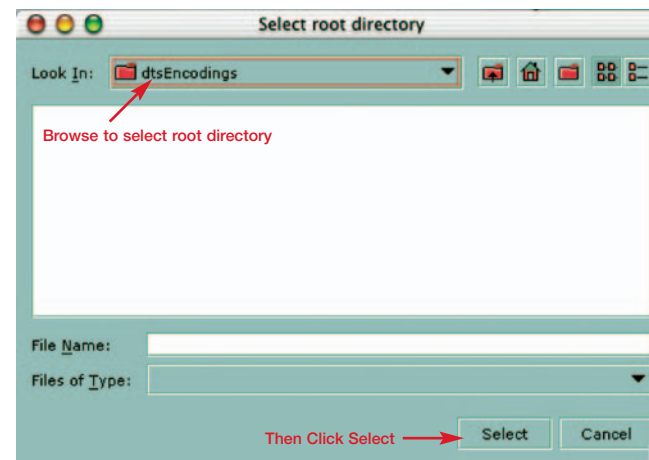 Select root directory
Look In: dtsEncodings
Browse to select root directory
File Name:
Files of Type:
Then Click Select Select Cancel